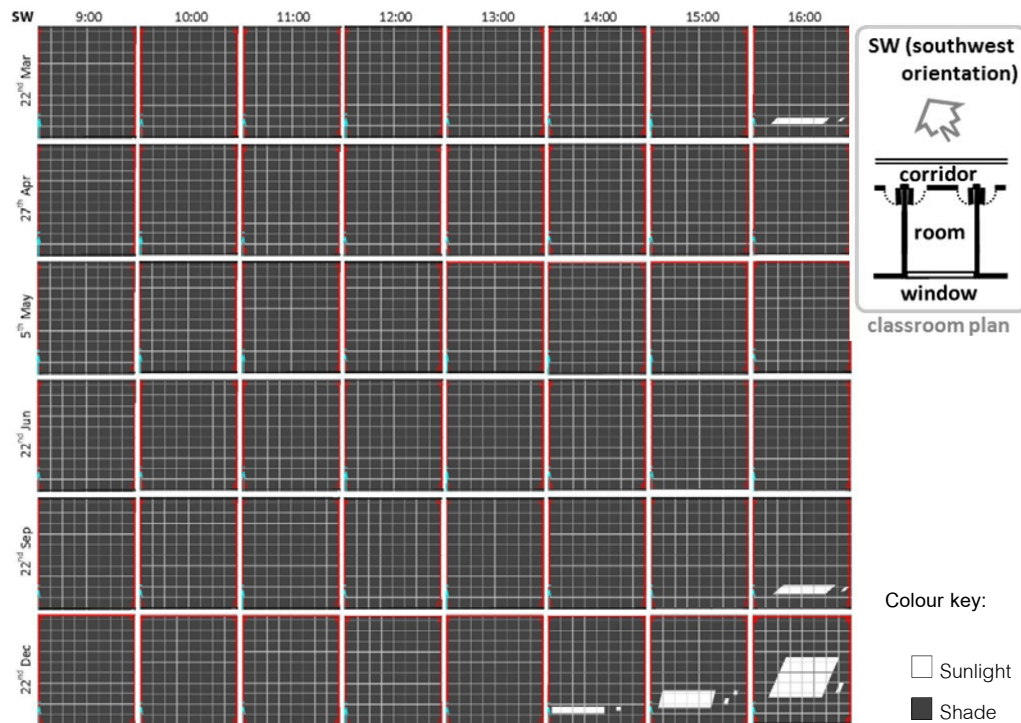 SW 9:00 10:00 11:00 12:00 13:00 14:00 15:00 16:00
22nd Mar
27th Apr
5th May
22nd Jun
22nd Sep
22nd Dec
SW (southwest
orientation)
corridor
room
window
classroom plan
Colour key:
Sunlight
Shade